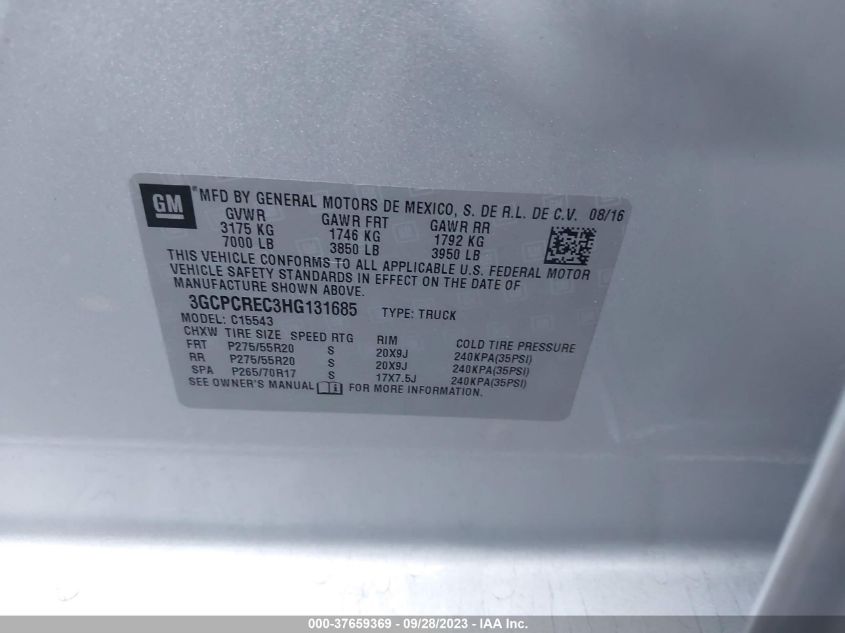 GM ® MFD BY GENERAL MOTORS DE MEXICO, S. DE R.L. DE C.V. 08/16
GVWR GAWR FRT GAWR RR
3175 KG 1746 KG 1792 KG
7000 LB 3850 LB 3950 LB
THIS VEHICLE CONFORMS TO ALL APPLICABLE U.S. FEDERAL MOTOR
VEHICLE SAFETY STANDARDS IN EFFECT ON THE DATE OF
MANUFACTURE SHOWN ABOVE.
3GCPCREC3HG131685 TYPE: TRUCK
MODEL: C15543
CHXW TIRE SIZE SPEED RTG RIM COLD TIRE PRESSURE
FRT P275/55R20 S 20X9J 240KPA(35PSI)
RR P275/55R20 S 20X9J 240KPA(35PSI)
SPA P265/70R17 S 17X7.5J 240KPA(35PSI)
SEE OWNER'S MANUAL FOR MORE INFORMATION.
000-37659369 - 09/28/2023 - IAA Inc.